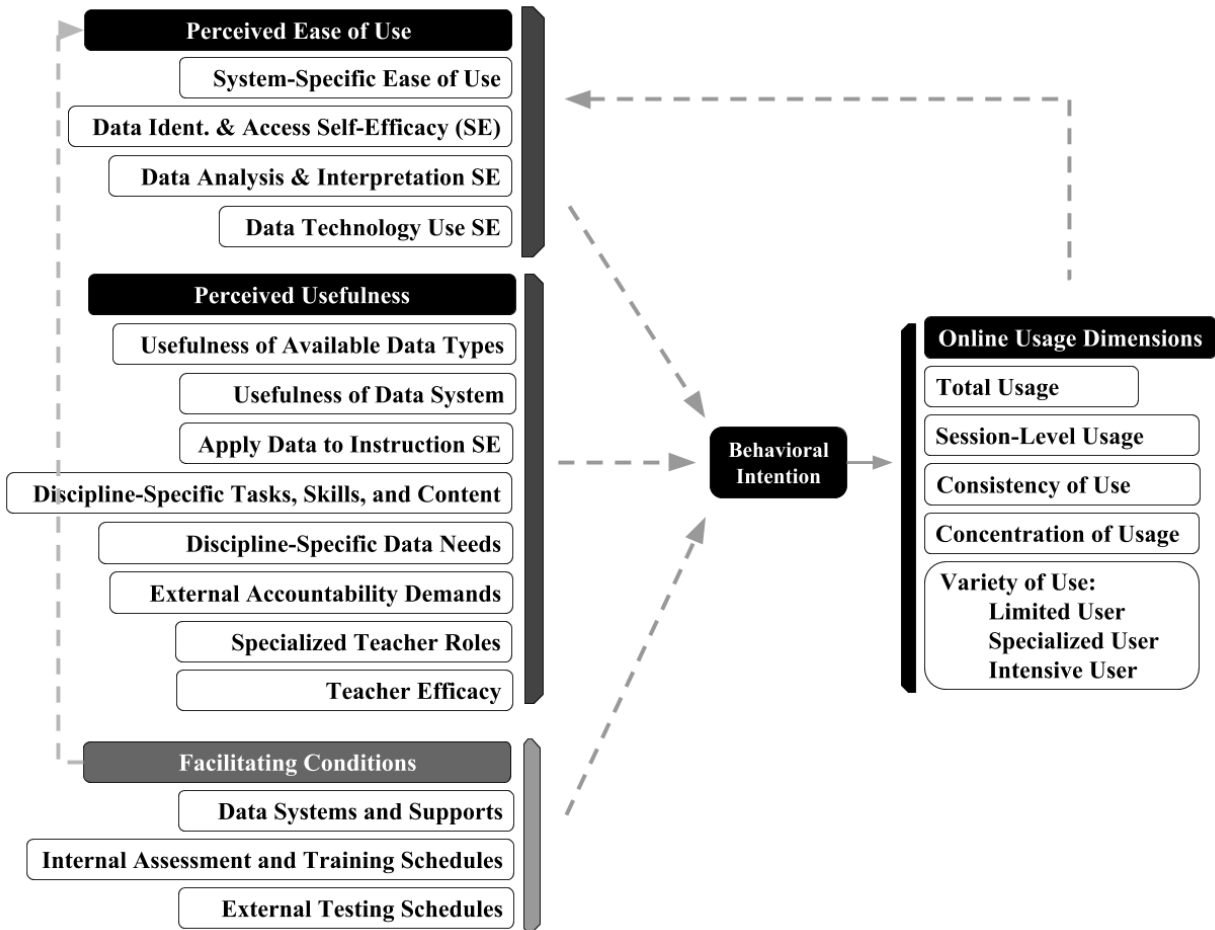 Perceived Ease of Use
System-Specific Ease of Use
Data Ident. & Access Self-Efficacy (SE)
Data Analysis & Interpretation SE
Data Technology Use SE
Perceived Usefulness
Usefulness of Available Data Types
Usefulness of Data System
Apply Data to Instruction SE
Discipline-Specific Tasks, Skills, and Content
Discipline-Specific Data Needs
External Accountability Demands
Specialized Teacher Roles
Teacher Efficacy
Facilitating Conditions
Data Systems and Supports
Internal Assessment and Training Schedules
External Testing Schedules
Behavioral
Intention
Online Usage Dimensions
Total Usage
Session-Level Usage
Consistency of Use
Concentration of Usage
Variety of Use:
Limited User
Specialized User
Intensive User